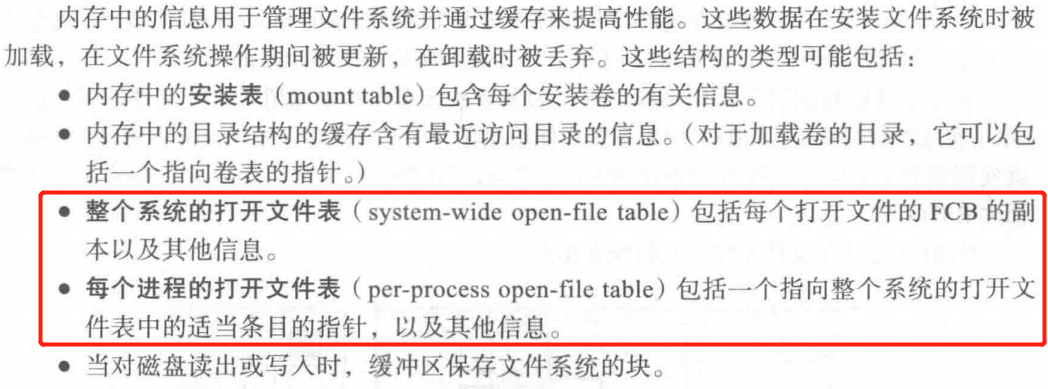 内存中的信息用于管理文件系统并通过缓存来提高性能。这些数据在安装文件系统时被
加载，在文件系统操作期间被更新，在卸载时被丢弃。这些结构的类型可能包括：
● 内存中的安装表（mount table）包含每个安装卷的有关信息。
● 内存中的目录结构的缓存含有最近访问目录的信息。（对于加载卷的目录，它可以包
括一个指向卷表的指针。）
● 整个系统的打开文件表（system-wide open-file table）包括每个打开文件的 FCB 的副
本以及其他信息。
● 每个进程的打开文件表（per-process open-file table）包括一个指向整个系统的打开文
件表中的适当条目的指针，以及其他信息。
● 当对磁盘读出或写入时，缓冲区保存文件系统的块。